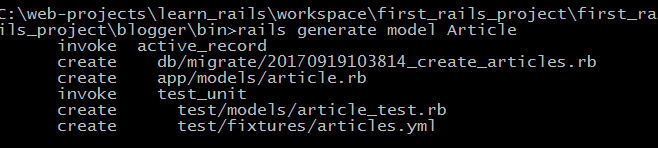 C:\web-projects\learn_rails\workspace\first_rails_project\first_ra
ils_project\blogger\bin>rails generate model Article
invoke active_record
create db/migrate/20170919103814_create_articles.rb
create app/models/article.rb
invoke test_unit
create test/models/article_test.rb
create test/fixtures/articles.yml